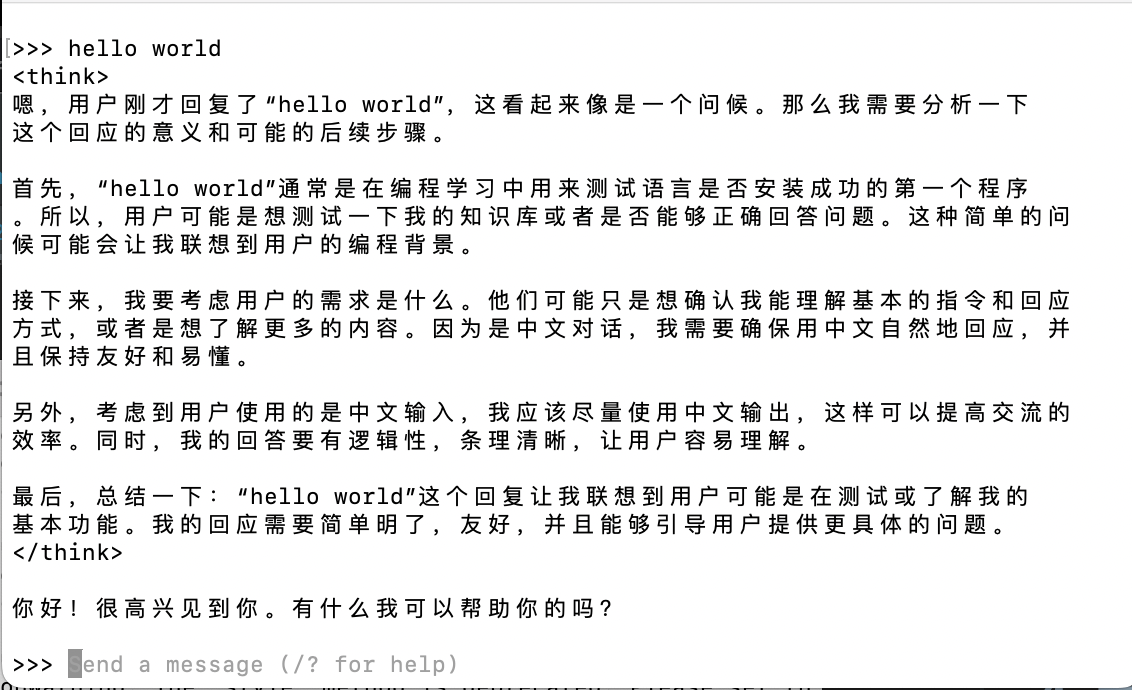 >>> hello world
<think>
嗯，用户刚才回复了“hello world”，这看起来像是一个问候。那么我需要分析一下
这个回应的意义和可能的后续步骤。
首先，“hello world”通常是在编程学习中用来测试语言是否安装成功的第一个程序
。所以，用户可能是想测试一下我的知识库或者是否能够正确回答问题。这种简单的问
候可能会让我联想到用户的编程背景。
接下来，我要考虑用户的需求是什么。他们可能只是想确认我能理解基本的指令和回应
方式，或者是想了解更多的内容。因为是中文对话，我需要确保用中文自然地回应，并
且保持友好和易懂。
另外，考虑到用户使用的是中文输入，我应该尽量使用中文输出，这样可以提高交流的
效率。同时，我的回答要有逻辑性，条理清晰，让用户容易理解。
最后，总结一下：“hello world”这个回复让我联想到用户可能是在测试或了解我的
基本功能。我的回应需要简单明了，友好，并且能够引导用户提供更具体的问题。
</think>
你好！很高兴见到你。有什么我可以帮助你的吗？
>>> Send a message (/? for help)